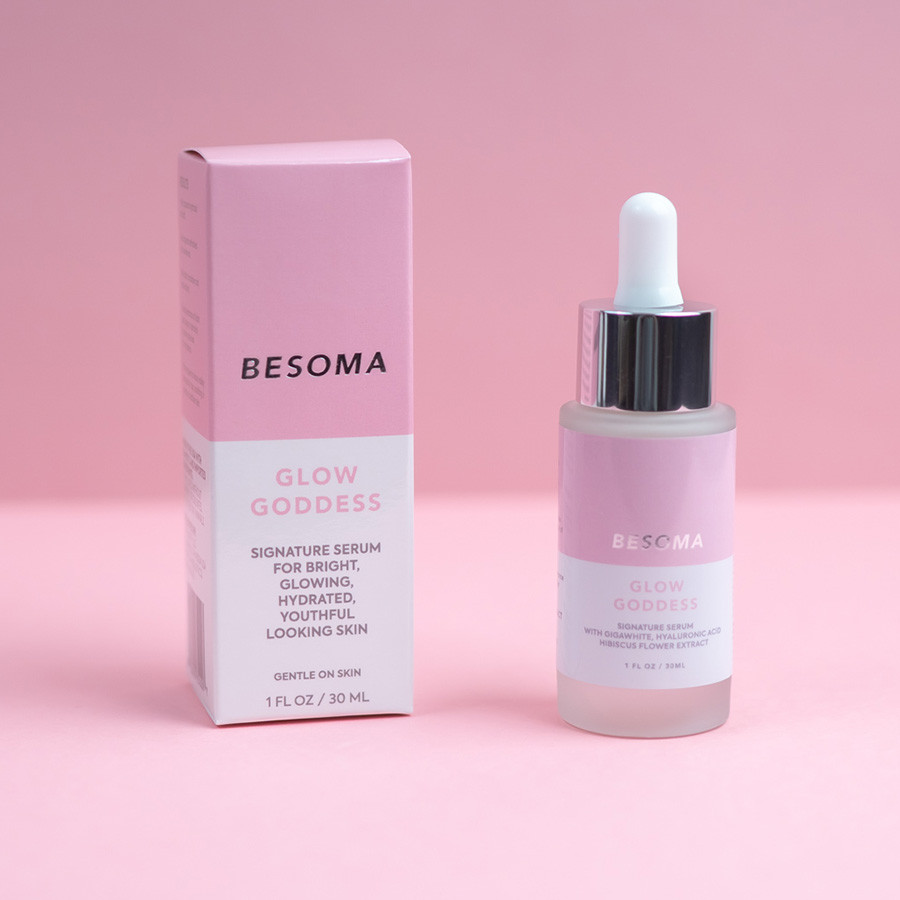 BESOMA
GLOW
GODDESS
SIGNATURE SERUM
FOR BRIGHT,
GLOWING,
HYDRATED,
YOUTHFUL
LOOKING SKIN
GENTLE ON SKIN
1 FL OZ / 30 ML
BESOMA
GLOW
GODDESS
SIGNATURE SERUM
WITH GIGAWHITE, HYALURONIC ACID
HIBISCUS FLOWER EXTRACT
1 FL OZ / 30ML